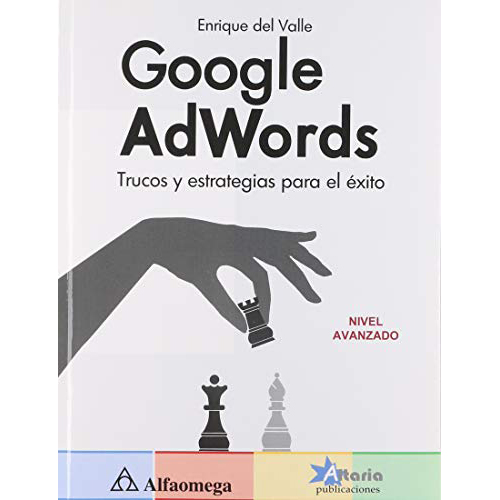 Enrique del Valle
Google
AdWords
Trucos y estrategias para el éxito
NIVEL
AVANZADO
Alfaomega
Altaria
publicaciones